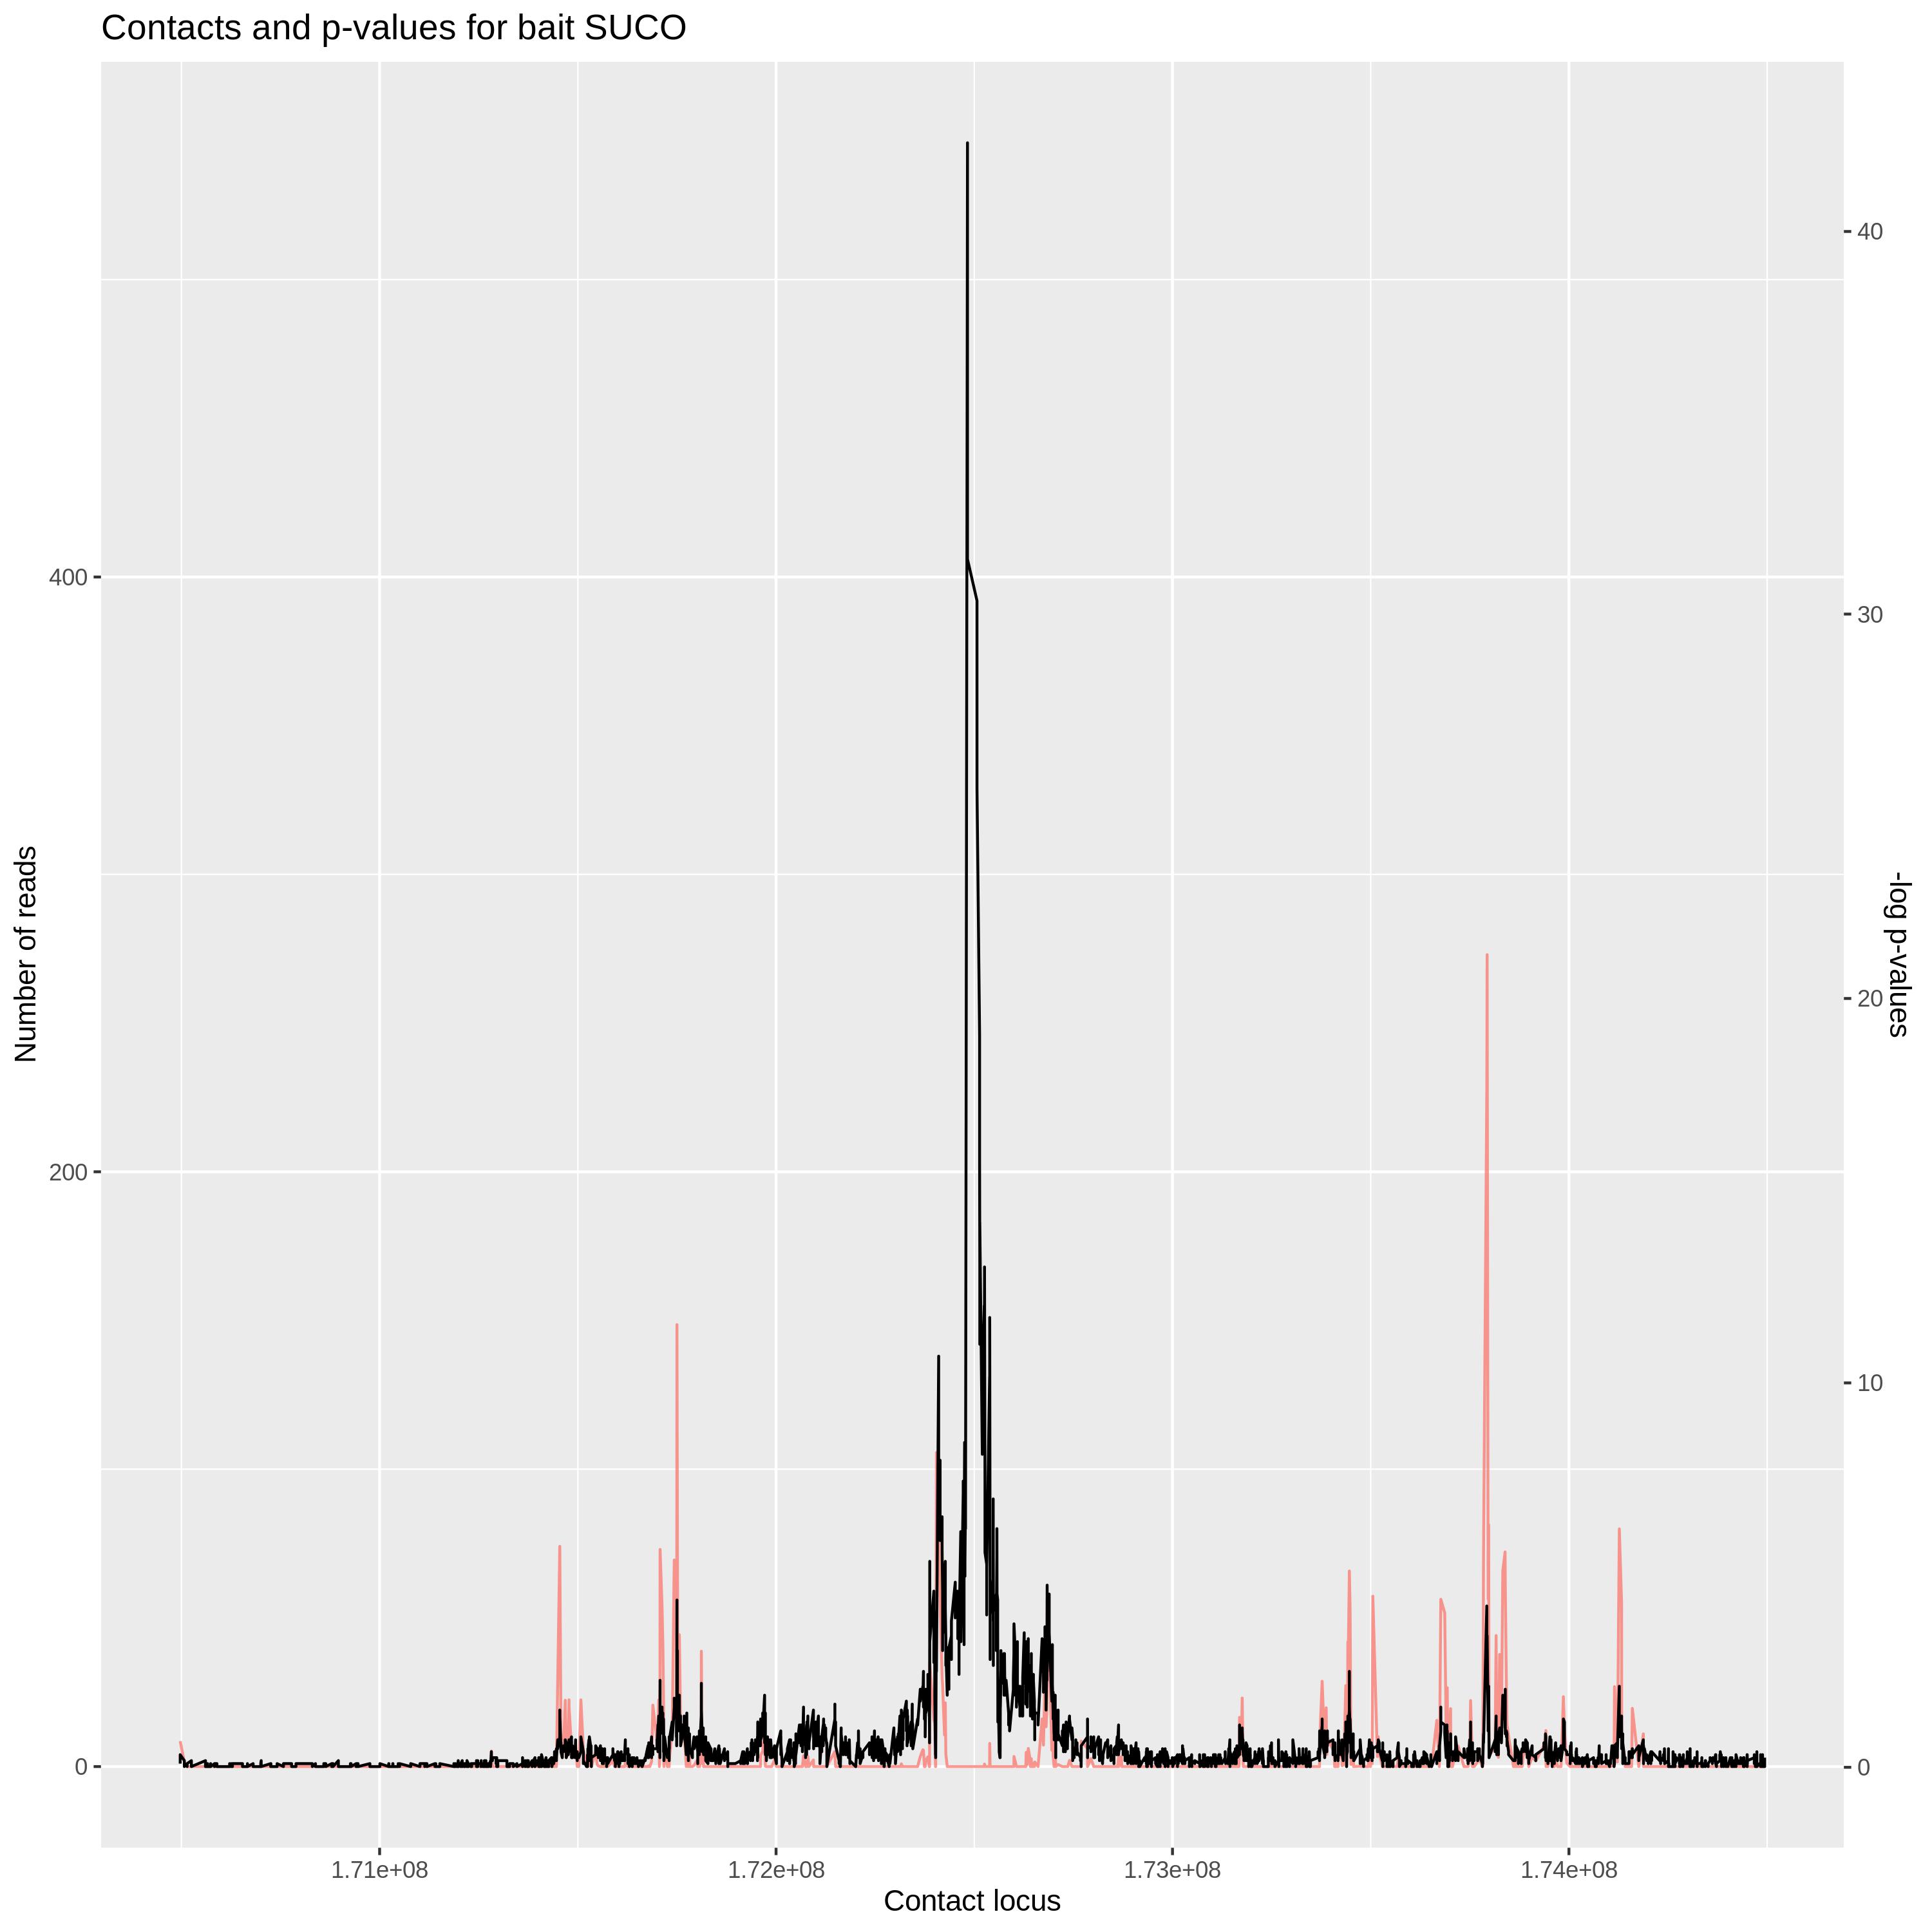 Contacts and p-values for bait SUCO
Number of reads
400
200
0
40
30
20
10
0
-log p-values
1.71e+08 1.72e+08 1.73e+08 1.74e+08
Contact locus